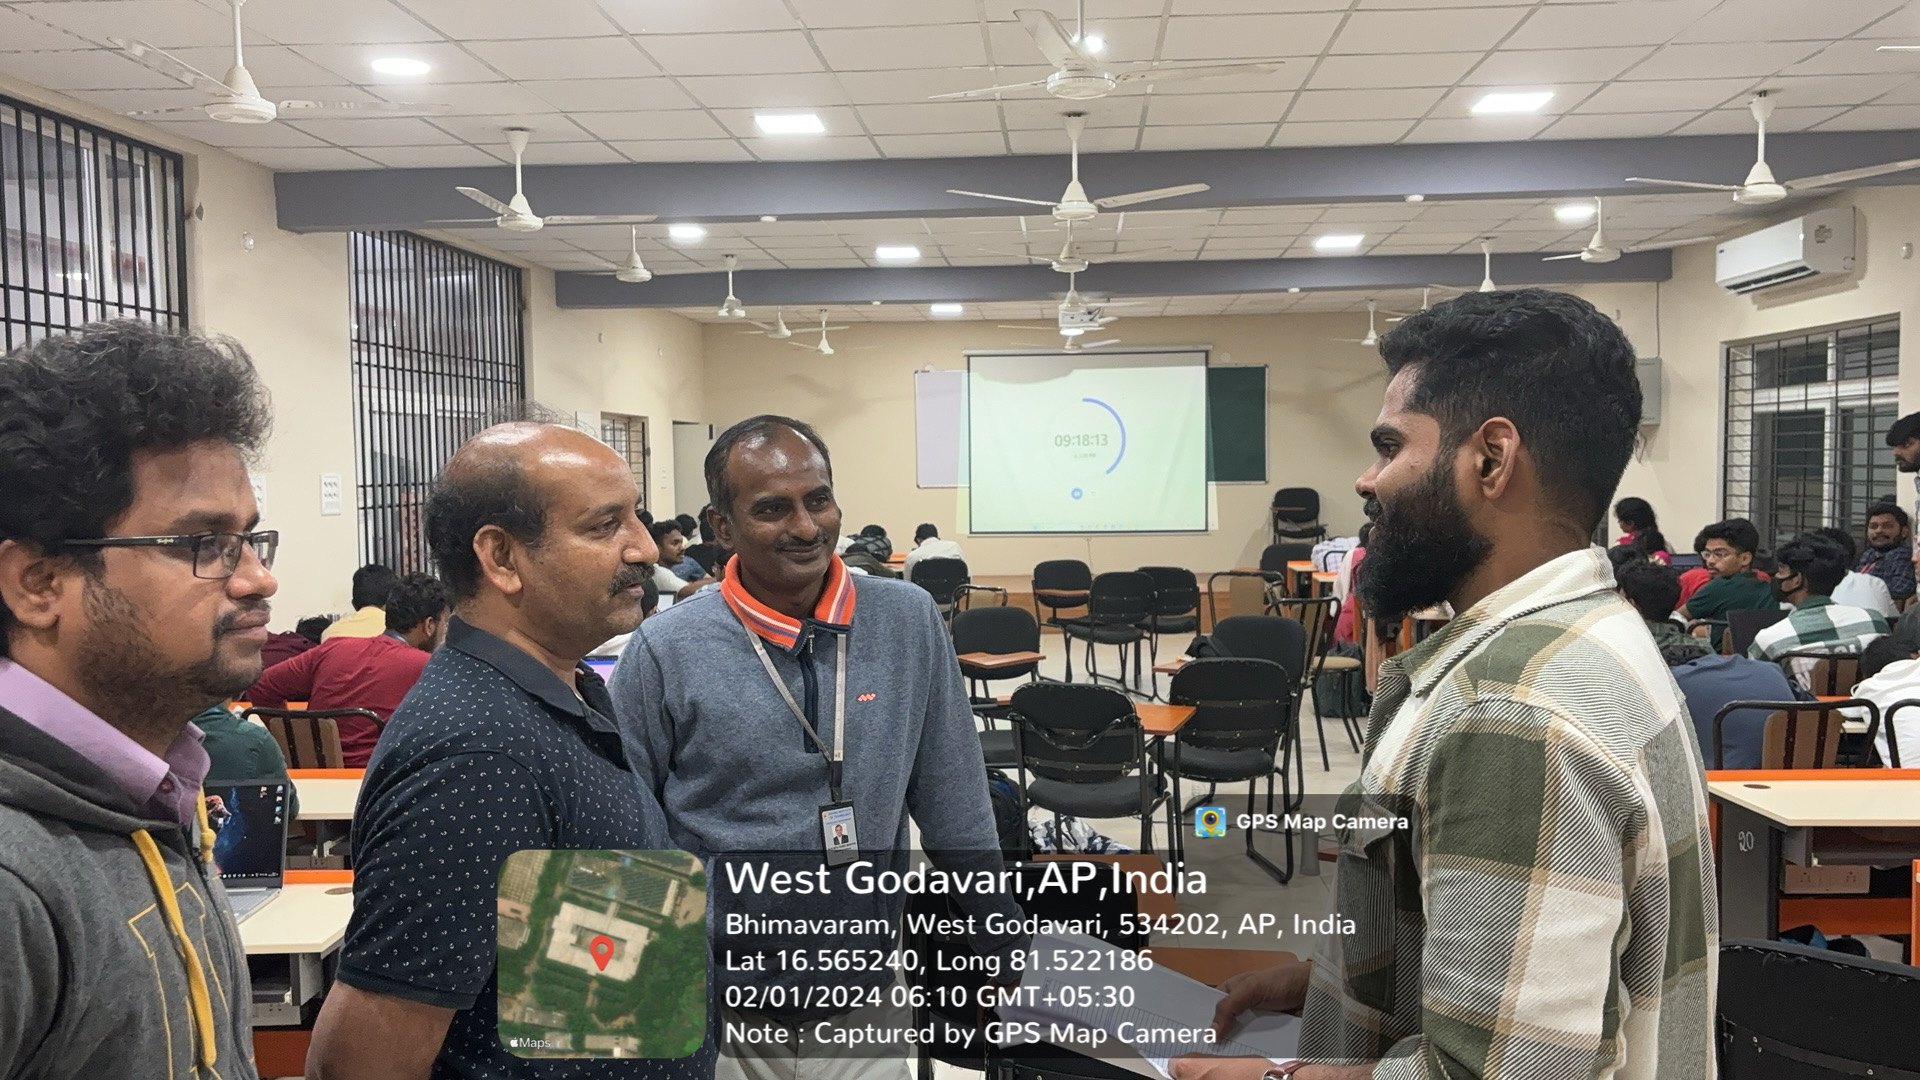 09:18:13
20
GPS Map Camera
West Godavari,AP,India
Bhimavaram, West Godavari, 534202, AP, India
Lat 16.565240, Long 81.522186
02/01/2024 06:10 GMT+05:30
Note : Captured by GPS Map Camera
Maps